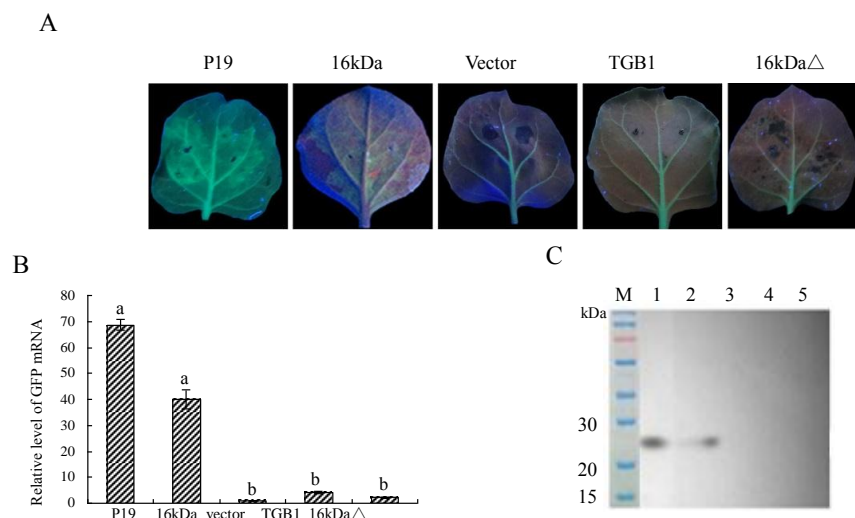 A
P19 16kDa Vector TGB1 16kDa△
B
Relative level of GFP mRNA
80
70
60
50
40
30
20
10
0
a
a
b
b
b
P19 16kDa vector TGB1 16kDa△
C
M 1 2 3 4 5
kDa
30
20
15